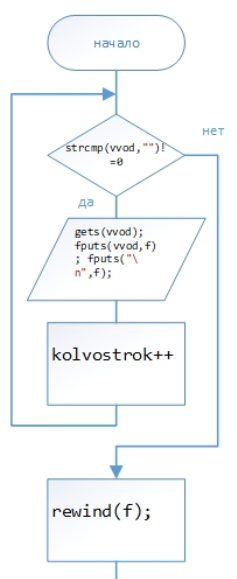 начало
strcmp(vvod,"")!
=0
нет
да
gets(vvod);
fputs(vvod,f)
; fputs("\
n",f);
kolvostrok++
rewind(f);